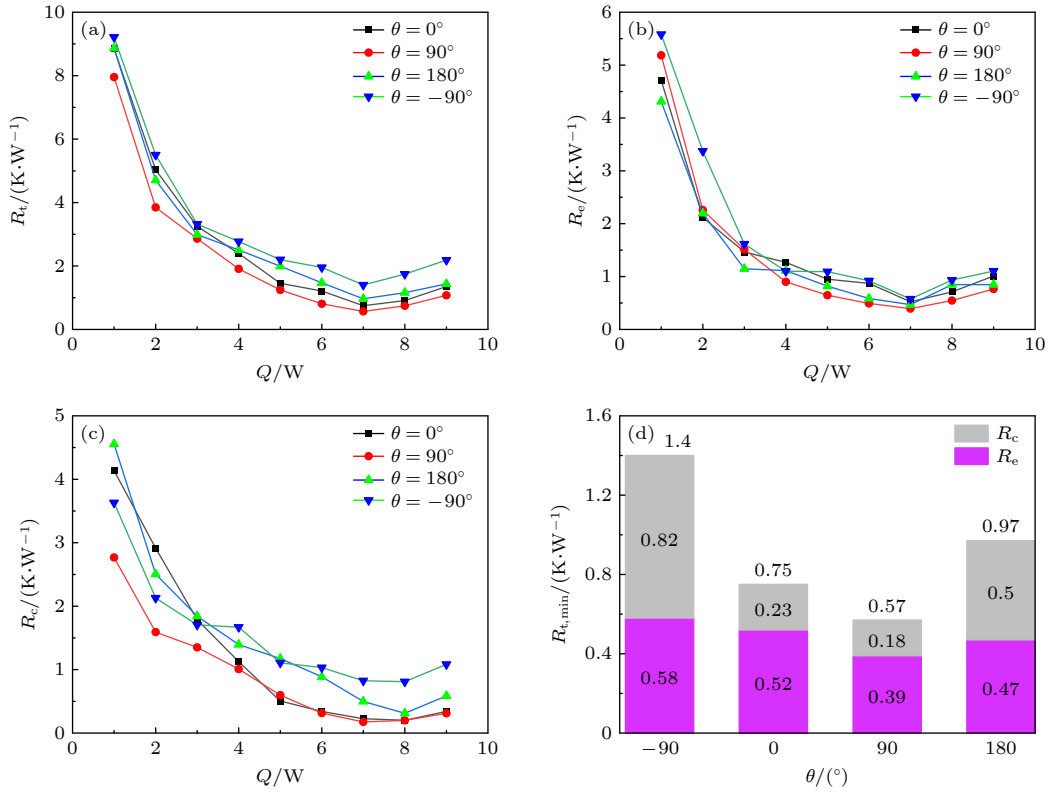 (a)
θ = 0°
θ = 90°
θ = 180°
θ = −90°
10
8
6
4
2
0
R_t/(K·W⁻¹)
0 2 4 6 8 10
Q/W
(b)
θ = 0°
θ = 90°
θ = 180°
θ = −90°
6
5
4
3
2
1
0
R_e/(K·W⁻¹)
0 2 4 6 8 10
Q/W
(c)
θ = 0°
θ = 90°
θ = 180°
θ = −90°
5
4
3
2
1
0
R_c/(K·W⁻¹)
0 2 4 6 8 10
Q/W
(d)
R_c
R_e
1.6
1.2
0.8
0.4
0
R_t,min/(K·W⁻¹)
1.4
0.82
0.58
0.75
0.23
0.52
0.57
0.18
0.39
0.97
0.5
0.47
−90 0 90 180
θ/(°)